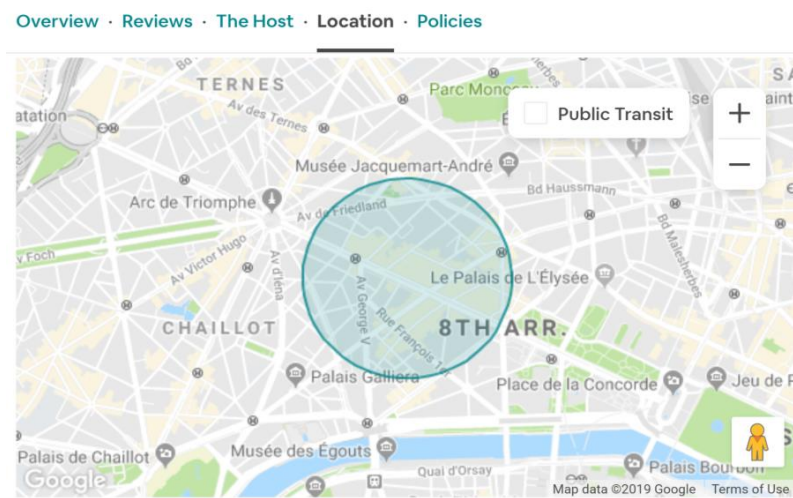 Overview · Reviews · The Host · Location · Policies
TERNES
Parc Monce
Av des Ternes
Public Transit
+
−
Musée Jacquemart-André
Bd Haussmann
Arc de Triomphe
Av de Friedland
Av Victor Hugo
v Foch
Av d'Iéna
Bd Malesherbes
Le Palais de L'Élysée
Av George V
Rue François 1er
CHAILLOT
8TH ARR.
Palais Galliera
Place de la Concorde
Jeu de P
Palais de Chaillot
Musée des Égouts
Quai d'Orsay
Palais Bourbon
Google
Map data ©2019 Google
Terms of Use